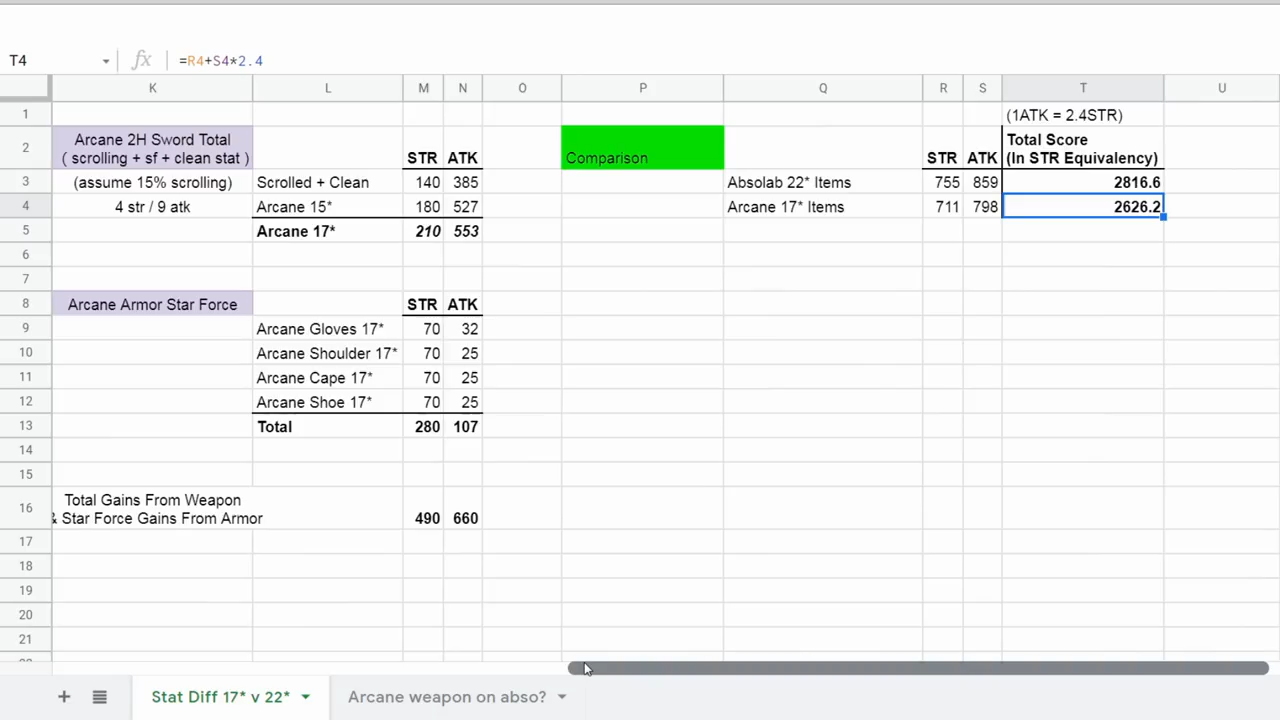 T4 fx =R4+S4*2.4
K L M N O P Q R S T U
1 (1ATK = 2.4STR)
Arcane 2H Sword Total Total Score
2 ( scrolling + sf + clean stat ) STR ATK Comparison STR ATK (In STR Equivalency)
3 (assume 15% scrolling) Scrolled + Clean 140 385 Absolab 22* Items 755 859 2816.6
4 4 str / 9 atk Arcane 15* 180 527 Arcane 17* Items 711 798 2626.2
5 Arcane 17* 210 553
6
7
8 Arcane Armor Star Force STR ATK
9 Arcane Gloves 17* 70 32
10 Arcane Shoulder 17* 70 25
11 Arcane Cape 17* 70 25
12 Arcane Shoe 17* 70 25
13 Total 280 107
14
15
Total Gains From Weapon
16 & Star Force Gains From Armor 490 660
17
18
19
20
21
+ Stat Diff 17* v 22* Arcane weapon on abso?